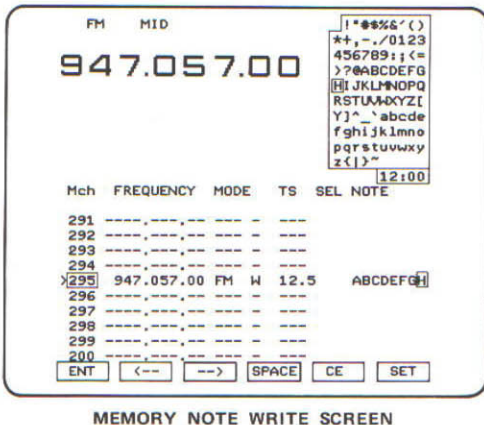 FM MID
947.057.00
!"#$%&'()
*+,-./0123
456789:;<=
>?@ABCDEFG
HIJKLMNOPQ
RSTUVWXYZ[
Y]^_`abcde
fghijklmno
pqrstuvwxy
z{|}~
12:00
Mch FREQUENCY MODE TS SEL NOTE
291 ----.---.-- --- - ---
292 ----.---.-- --- - ---
293 ----.---.-- --- - ---
294 ----.---.-- --- - ---
>295 947.057.00 FM W 12.5 ABCDEFGH
296 ----.---.-- --- - ---
297 ----.---.-- --- - ---
298 ----.---.-- --- - ---
299 ----.---.-- --- - ---
200 ----.---.-- --- - ---
ENT <-- --> SPACE CE SET
MEMORY NOTE WRITE SCREEN